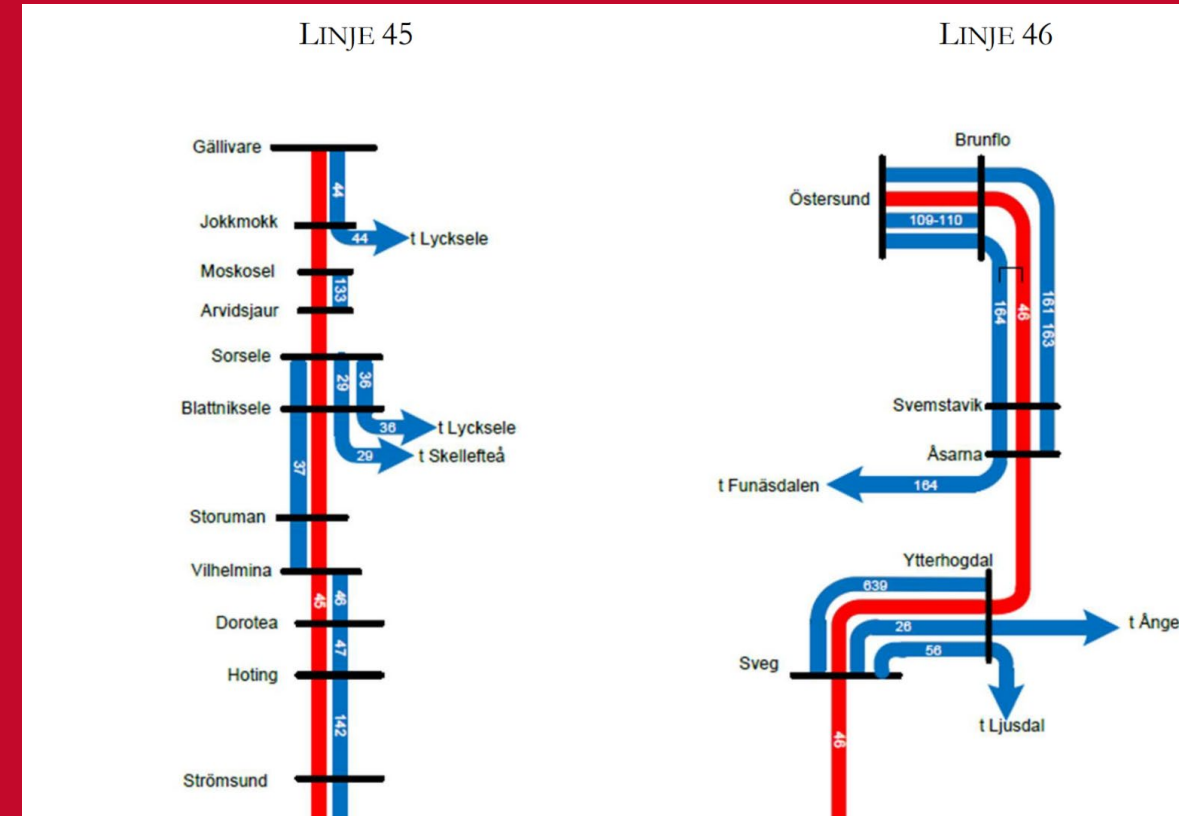 LINJE 45
Gällivare
44
Jokkmokk
44
t Lycksele
Moskosel
133
Arvidsjaur
Sorsele
29
36
Blattniksele
36
t Lycksele
29
t Skellefteå
37
Storuman
Vilhelmina
45
46
Dorotea
47
Hoting
142
Strömsund
LINJE 46
Brunflo
Östersund
109-110
164
46
161
163
Svemstavik
Åsarna
t Funäsdalen
164
Ytterhogdal
639
26
t Ånge
56
Sveg
t Ljusdal
46